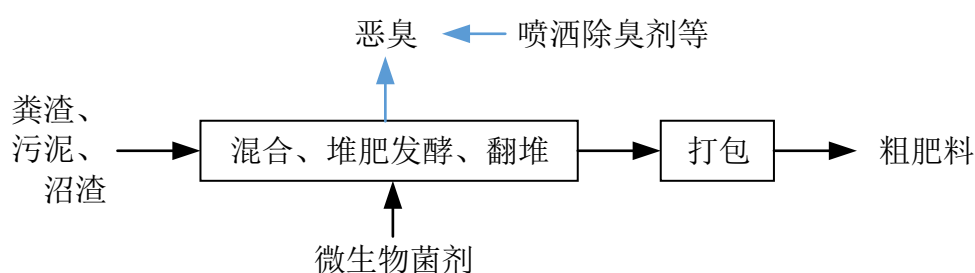 恶臭
喷洒除臭剂等
粪渣、
污泥、
沼渣
混合、堆肥发酵、翻堆
打包
粗肥料
微生物菌剂